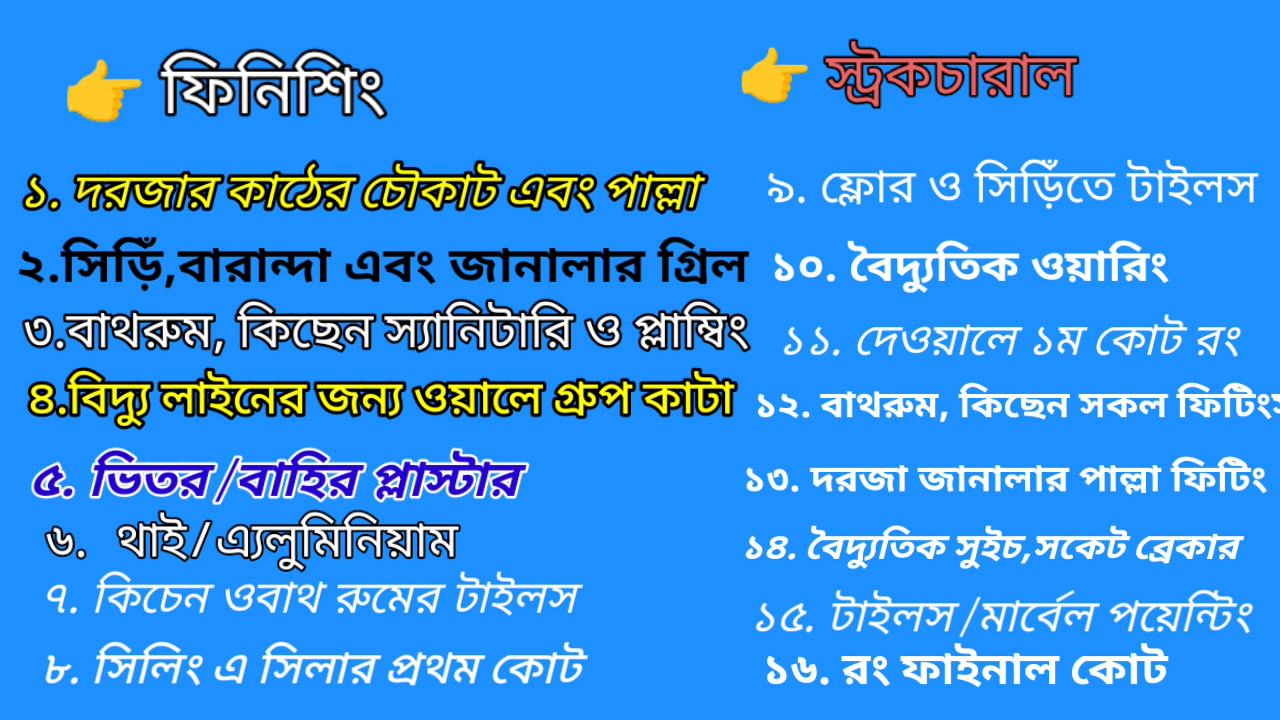 👉 ফিনিশিং
১. দরজার কাঠের চৌকাট এবং পাল্লা
২.সিড়িঁ,বারান্দা এবং জানালার গ্রিল
৩.বাথরুম, কিছেন স্যানিটারি ও প্লাম্বিং
৪.বিদ্যু লাইনের জন্য ওয়ালে গ্রুপ কাটা
৫. ভিতর/বাহির প্লাস্টার
৬. থাই/এ্যলুমিনিয়াম
৭. কিচেন ওবাথ রুমের টাইলস
৮. সিলিং এ সিলার প্রথম কোট
👉 স্ট্রকচারাল
৯. ফ্লোর ও সিড়িঁতে টাইলস
১০. বৈদ্যুতিক ওয়ারিং
১১. দেওয়ালে ১ম কোট রং
১২. বাথরুম, কিছেন সকল ফিটিংস
১৩. দরজা জানালার পাল্লা ফিটিং
১৪. বৈদ্যুতিক সুইচ,সকেট ব্রেকার
১৫. টাইলস/মার্বেল পয়েন্টিং
১৬. রং ফাইনাল কোট